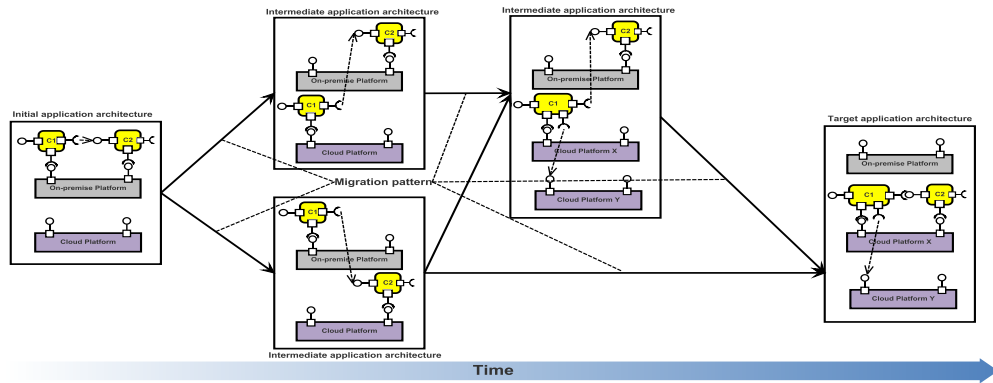 Initial application architecture
C1
C2
On-premise Platform
Cloud Platform
Intermediate application architecture
C2
On-premise Platform
C1
Cloud Platform
Migration pattern
C1
On-premise Platform
C2
Cloud Platform
Intermediate application architecture
Intermediate application architecture
C2
On-premise Platform
C1
Cloud Platform X
Cloud Platform Y
Target application architecture
On-premise Platform
C1
C2
Cloud Platform X
Cloud Platform Y
Time